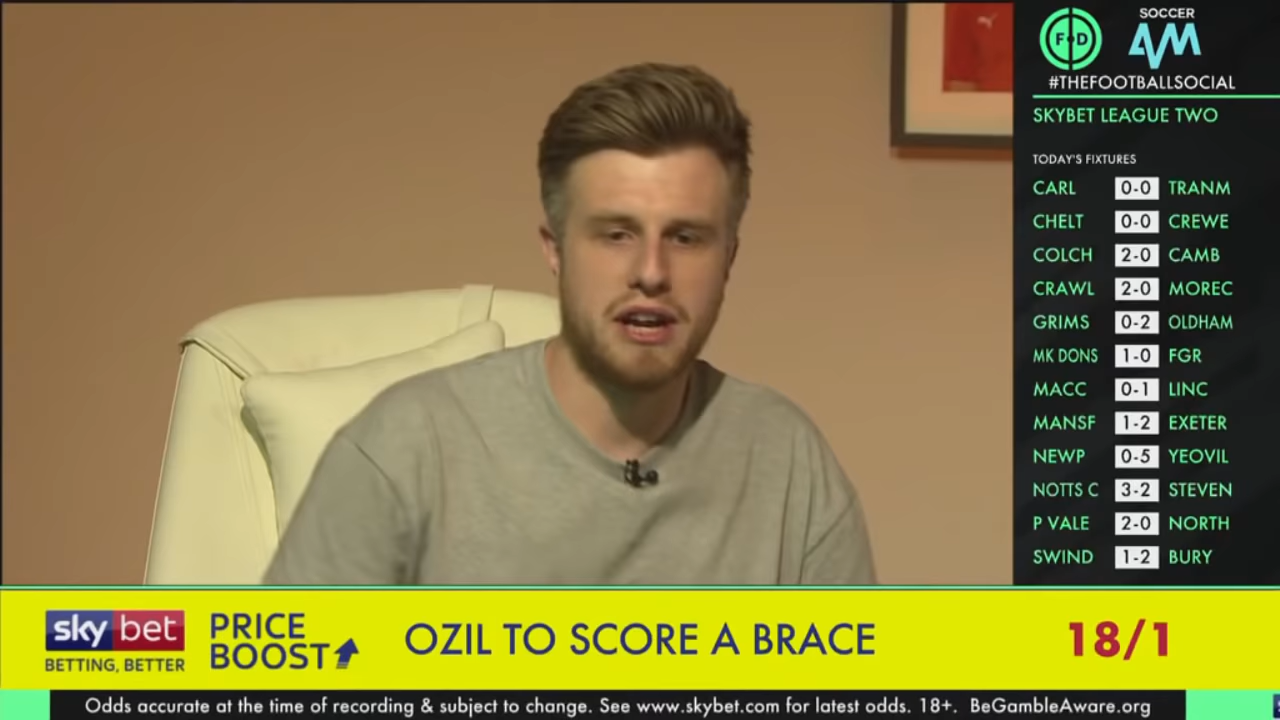 F D
SOCCER
AM
#THEFOOTBALLSOCIAL
SKYBET LEAGUE TWO
TODAY'S FIXTURES
CARL 0-0 TRANM
CHELT 0-0 CREWE
COLCH 2-0 CAMB
CRAWL 2-0 MOREC
GRIMS 0-2 OLDHAM
MK DONS 1-0 FGR
MACC 0-1 LINC
MANSF 1-2 EXETER
NEWP 0-5 YEOVIL
NOTTS C 3-2 STEVEN
P VALE 2-0 NORTH
SWIND 1-2 BURY
sky bet
BETTING, BETTER
PRICE
BOOST
OZIL TO SCORE A BRACE
18/1
Odds accurate at the time of recording & subject to change. See www.skybet.com for latest odds. 18+. BeGambleAware.org